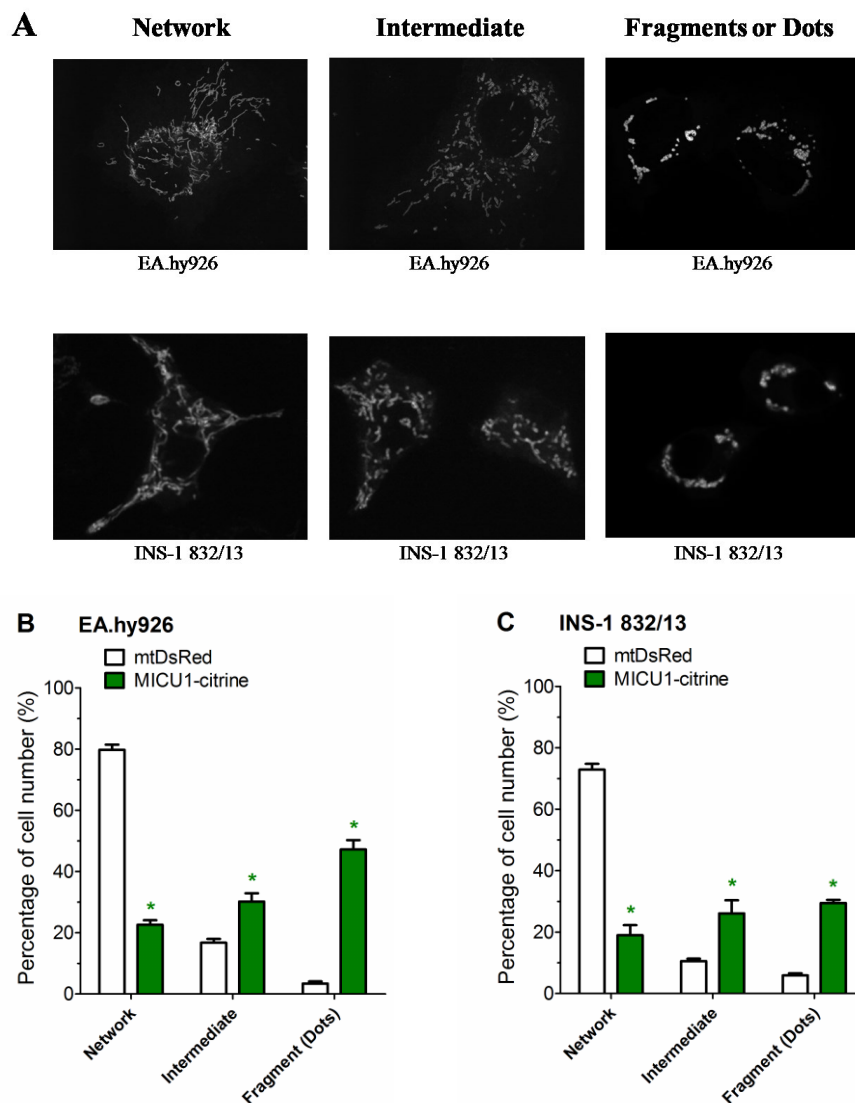 A
Network Intermediate Fragments or Dots
EA.hy926 EA.hy926 EA.hy926
INS-1 832/13 INS-1 832/13 INS-1 832/13
B EA.hy926
mtDsRed
MICU1-citrine
Percentage of cell number (%)
100
80
60
40
20
0
*
*
*
Network
Intermediate
Fragment (Dots)
C INS-1 832/13
mtDsRed
MICU1-citrine
Percentage of cell number (%)
100
80
60
40
20
0
*
*
*
Network
Intermediate
Fragment (Dots)